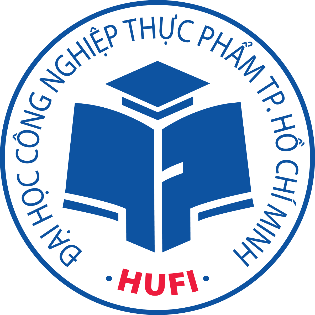 ĐẠI HỌC CÔNG NGHIỆP THỰC PHẨM TP. HỒ CHÍ MINH
HUFI